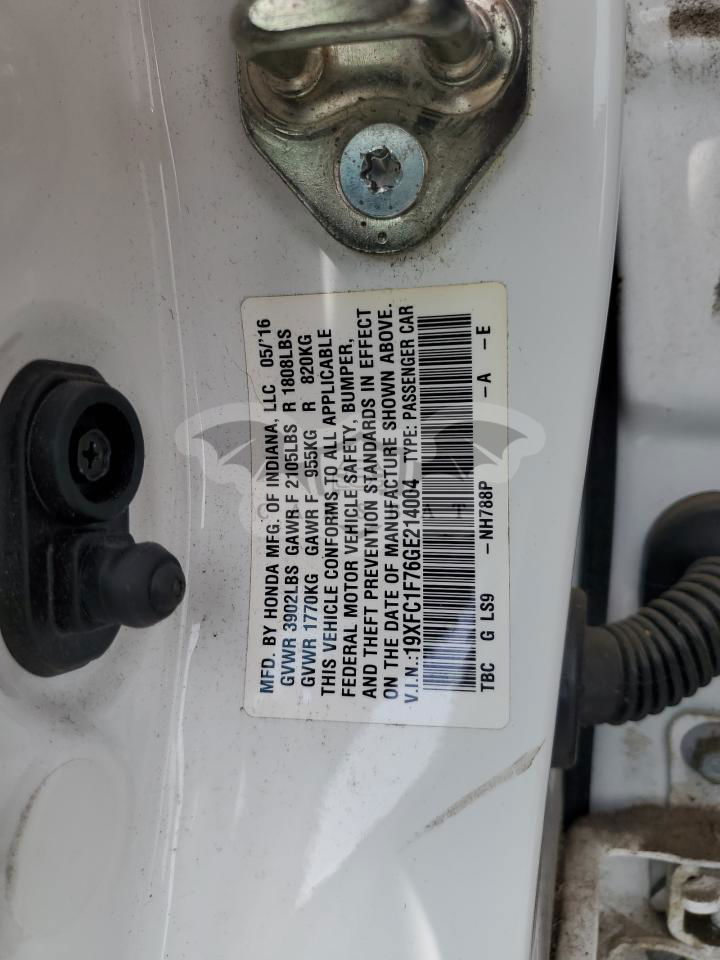 MFD. BY HONDA MFG. OF INDIANA, LLC 05/'16
GVWR 3902LBS GAWR F 2105LBS R 1808LBS
GVWR 1770KG GAWR F 955KG R 820KG
THIS VEHICLE CONFORMS TO ALL APPLICABLE
FEDERAL MOTOR VEHICLE SAFETY, BUMPER,
AND THEFT PREVENTION STANDARDS IN EFFECT
ON THE DATE OF MANUFACTURE SHOWN ABOVE.
V.I.N.: 19XFC1F76GE214004 TYPE: PASSENGER CAR
TBC G LS9 -NH788P -A -E